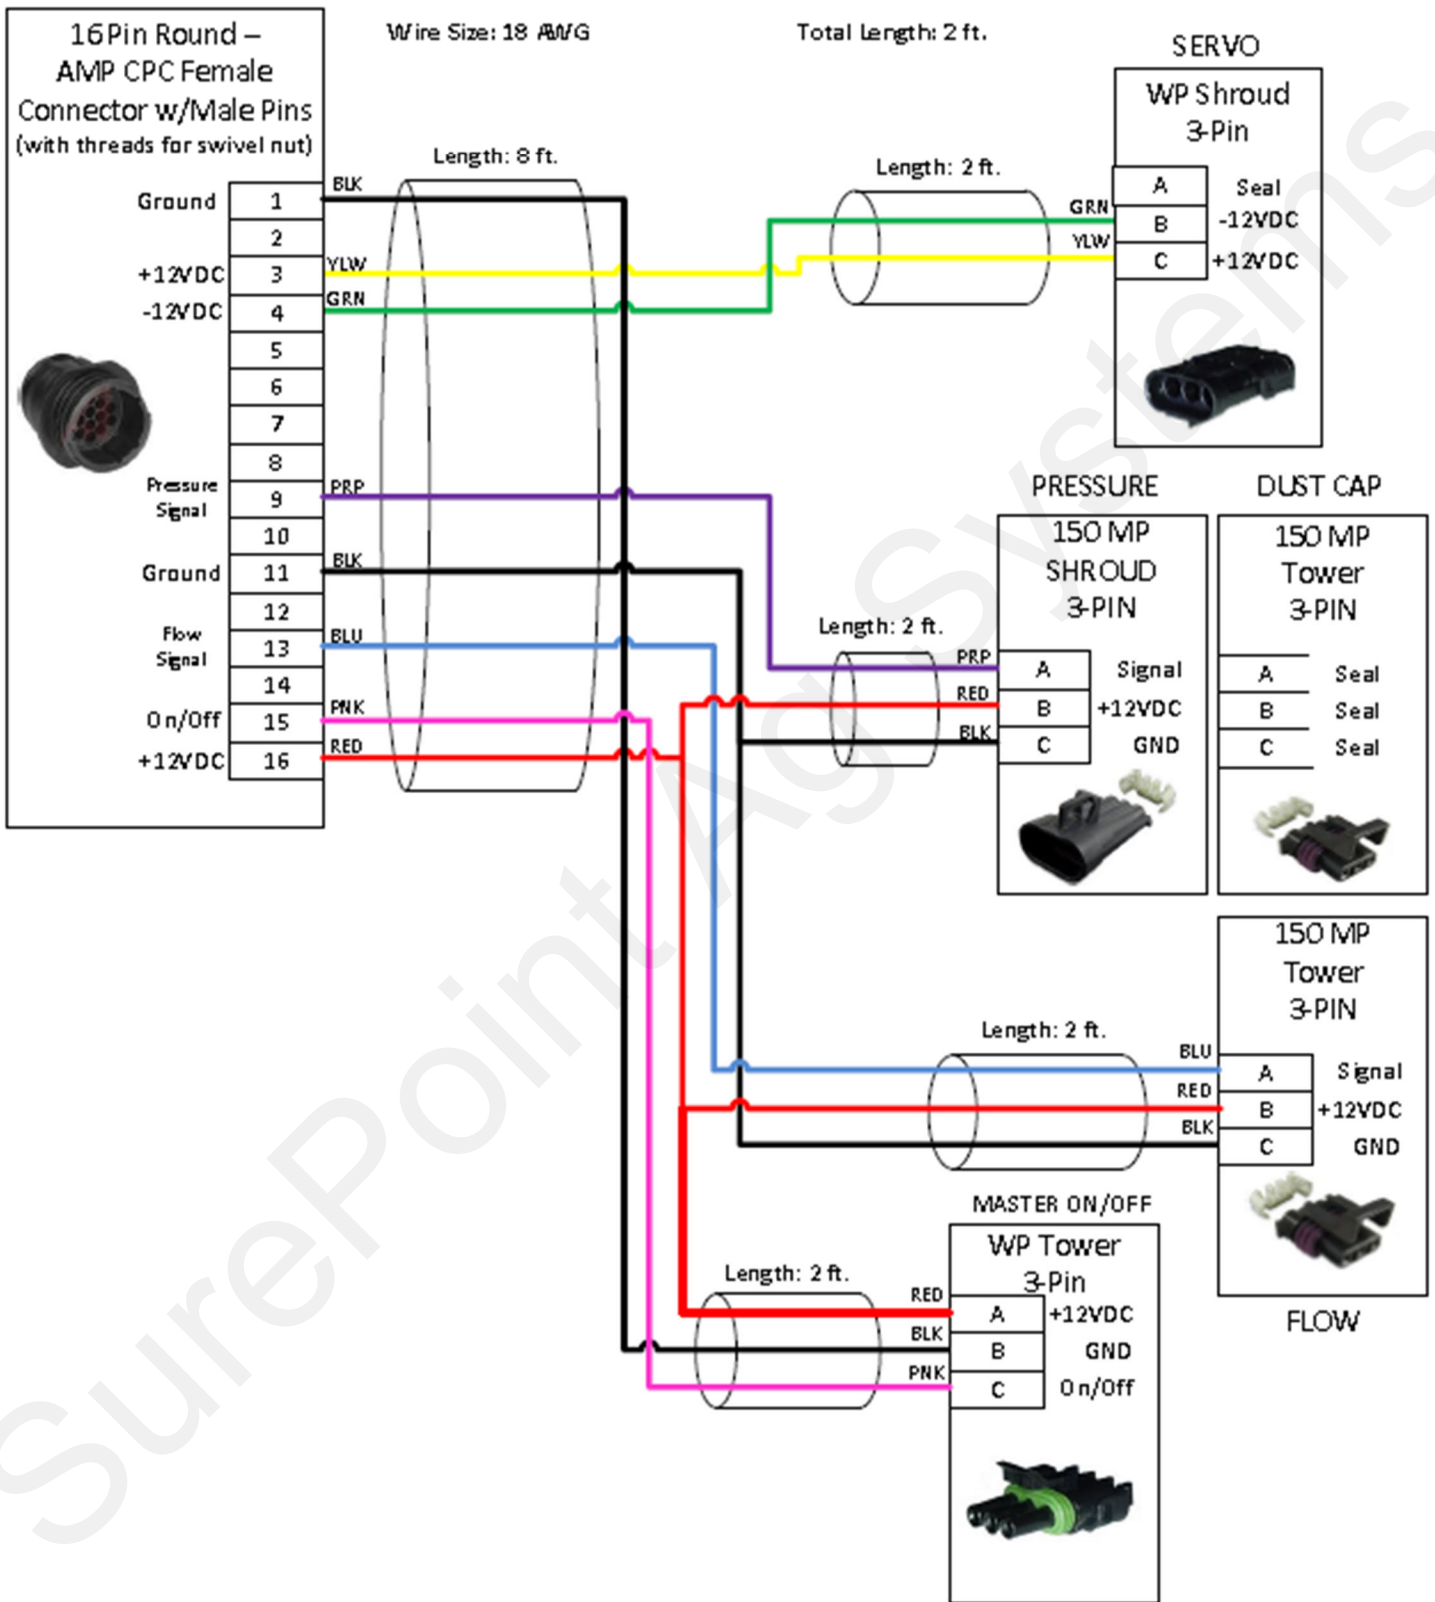 16 Pin Round –
AMP CPC Female
Connector w/Male Pins
(with threads for swivel nut)
Wire Size: 18 AWG
Total Length: 2 ft.
Length: 8 ft.
Ground 1 BLK
2
+12VDC 3 YLW
-12VDC 4 GRN
5
6
7
8
Pressure
Signal
9 PRP
10
Ground 11 BLK
12
Flow
Signal
13 BLU
14
On/Off 15 PNK
+12VDC 16 RED
SERVO
WP Shroud
3-Pin
Length: 2 ft.
A Seal
GRN B -12VDC
YLW C +12VDC
PRESSURE
150 MP
SHROUD
3-PIN
Length: 2 ft.
PRP A Signal
RED B +12VDC
BLK C GND
DUST CAP
150 MP
Tower
3-PIN
A Seal
B Seal
C Seal
150 MP
Tower
3-PIN
Length: 2 ft.
BLU A Signal
RED B +12VDC
BLK C GND
FLOW
MASTER ON/OFF
WP Tower
3-Pin
Length: 2 ft.
RED A +12VDC
BLK B GND
PNK C On/Off
SurePoint Ag Systems